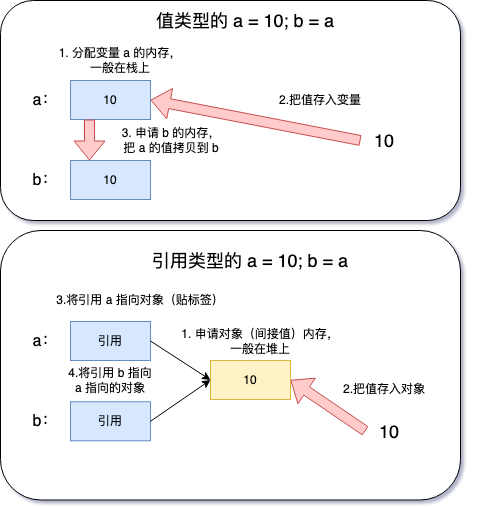 值类型的 a = 10; b = a
1. 分配变量 a 的内存，
一般在栈上
a：
10
2.把值存入变量
10
3. 申请 b 的内存，
把 a 的值拷贝到 b
b：
10
引用类型的 a = 10; b = a
3.将引用 a 指向对象（贴标签）
a：
引用
1. 申请对象（间接值）内存，
一般在堆上
4.将引用 b 指向
a 指向的对象
10
2.把值存入对象
b：
引用
10